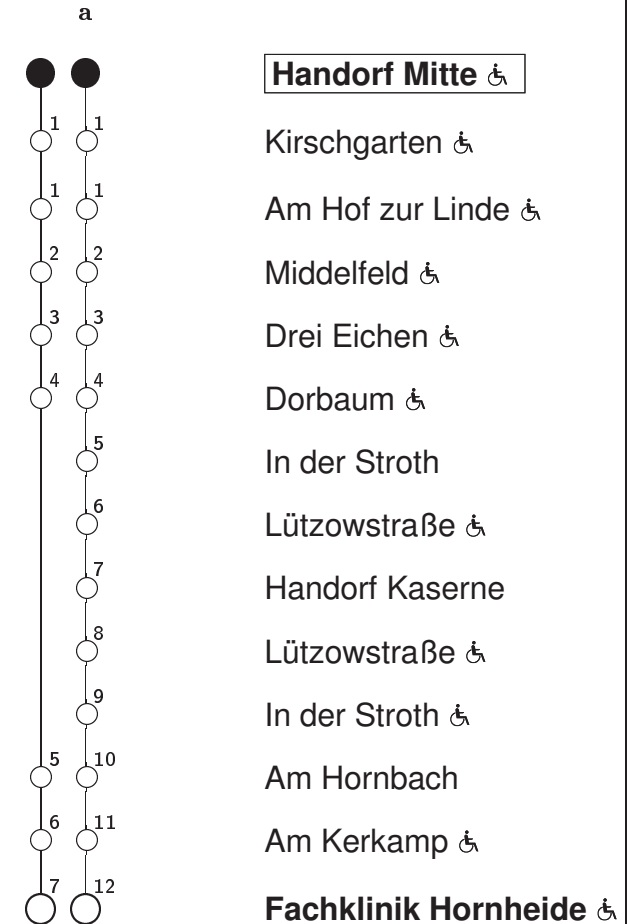 a
Handorf Mitte
1 1 Kirschgarten
1 1 Am Hof zur Linde
2 2 Middelfeld
3 3 Drei Eichen
4 4 Dorbaum
5 In der Stroth
6 Lützowstraße
7 Handorf Kaserne
8 Lützowstraße
9 In der Stroth
5 10 Am Hornbach
6 11 Am Kerkamp
7 12 Fachklinik Hornheide